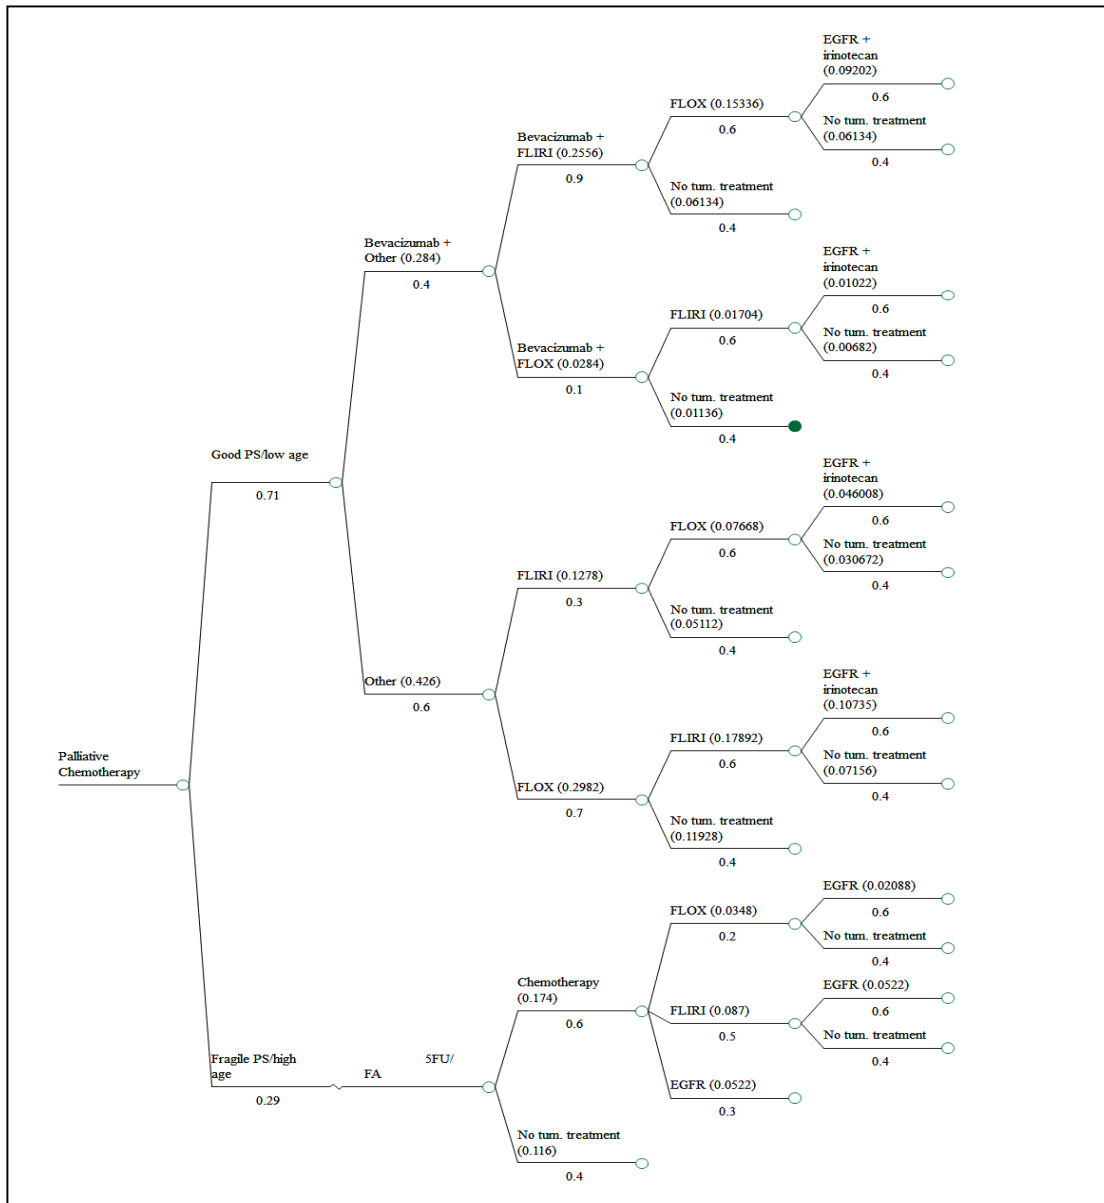 EGFR +
irinotecan
(0.09202)
0.6
FLOX (0.15336)
0.6
No tum. treatment
(0.06134)
0.4
Bevacizumab +
FLIRI (0.2556)
0.9
No tum. treatment
(0.06134)
0.4
Bevacizumab +
Other (0.284)
0.4
EGFR +
irinotecan
(0.01022)
0.6
FLIRI (0.01704)
0.6
No tum. treatment
(0.00682)
0.4
Bevacizumab +
FLOX (0.0284)
0.1
No tum. treatment
(0.01136)
0.4
Good PS/low age
0.71
EGFR +
irinotecan
(0.046008)
0.6
FLOX (0.07668)
0.6
No tum. treatment
(0.030672)
0.4
FLIRI (0.1278)
0.3
No tum. treatment
(0.05112)
0.4
Other (0.426)
0.6
EGFR +
irinotecan
(0.10735)
0.6
FLIRI (0.17892)
0.6
No tum. treatment
(0.07156)
0.4
FLOX (0.2982)
0.7
No tum. treatment
(0.11928)
0.4
Palliative
Chemotherapy
EGFR (0.02088)
0.6
FLOX (0.0348)
0.2
No tum. treatment
0.4
Chemotherapy
(0.174)
0.6
EGFR (0.0522)
0.6
FLIRI (0.087)
0.5
No tum. treatment
0.4
EGFR (0.0522)
0.3
Fragile PS/high
age
0.29
5FU/
FA
No tum. treatment
(0.116)
0.4